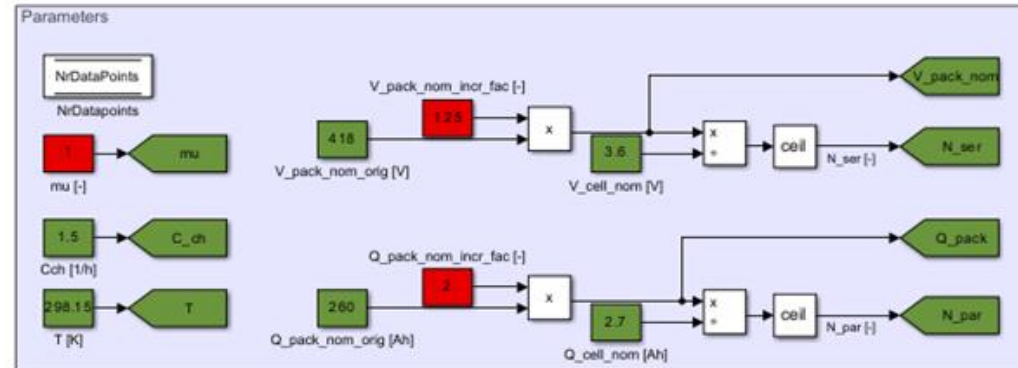 Parameters
NrDataPoints
NrDatapoints
1
mu
mu [-]
1.5
C_ch
Cch [1/h]
298.15
T
T [K]
V_pack_nom_incr_fac [-]
1.25
418
V_pack_nom_orig [V]
x
3.6
V_cell_nom [V]
x
÷
ceil
N_ser [-]
V_pack_nom
N_ser
Q_pack_nom_incr_fac [-]
2
260
Q_pack_nom_orig [Ah]
x
2.7
Q_cell_nom [Ah]
x
÷
ceil
N_par [-]
Q_pack
N_par